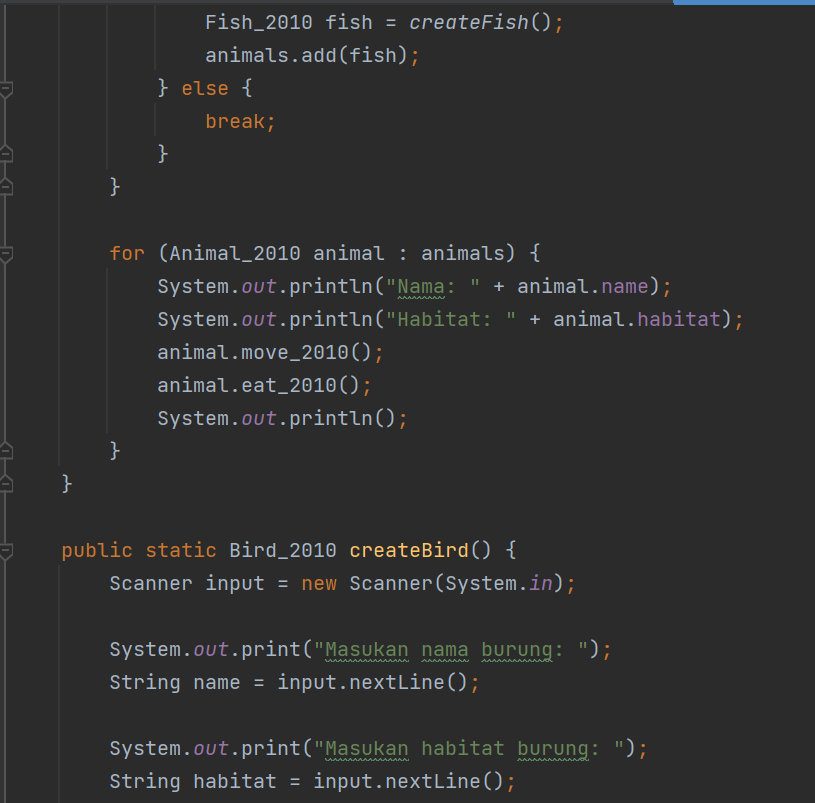 Fish_2010 fish = createFish();
animals.add(fish);
} else {
break;
}
}
for (Animal_2010 animal : animals) {
System.out.println("Nama: " + animal.name);
System.out.println("Habitat: " + animal.habitat);
animal.move_2010();
animal.eat_2010();
System.out.println();
}
}
public static Bird_2010 createBird() {
Scanner input = new Scanner(System.in);
System.out.print("Masukan nama burung: ");
String name = input.nextLine();
System.out.print("Masukan habitat burung: ");
String habitat = input.nextLine();